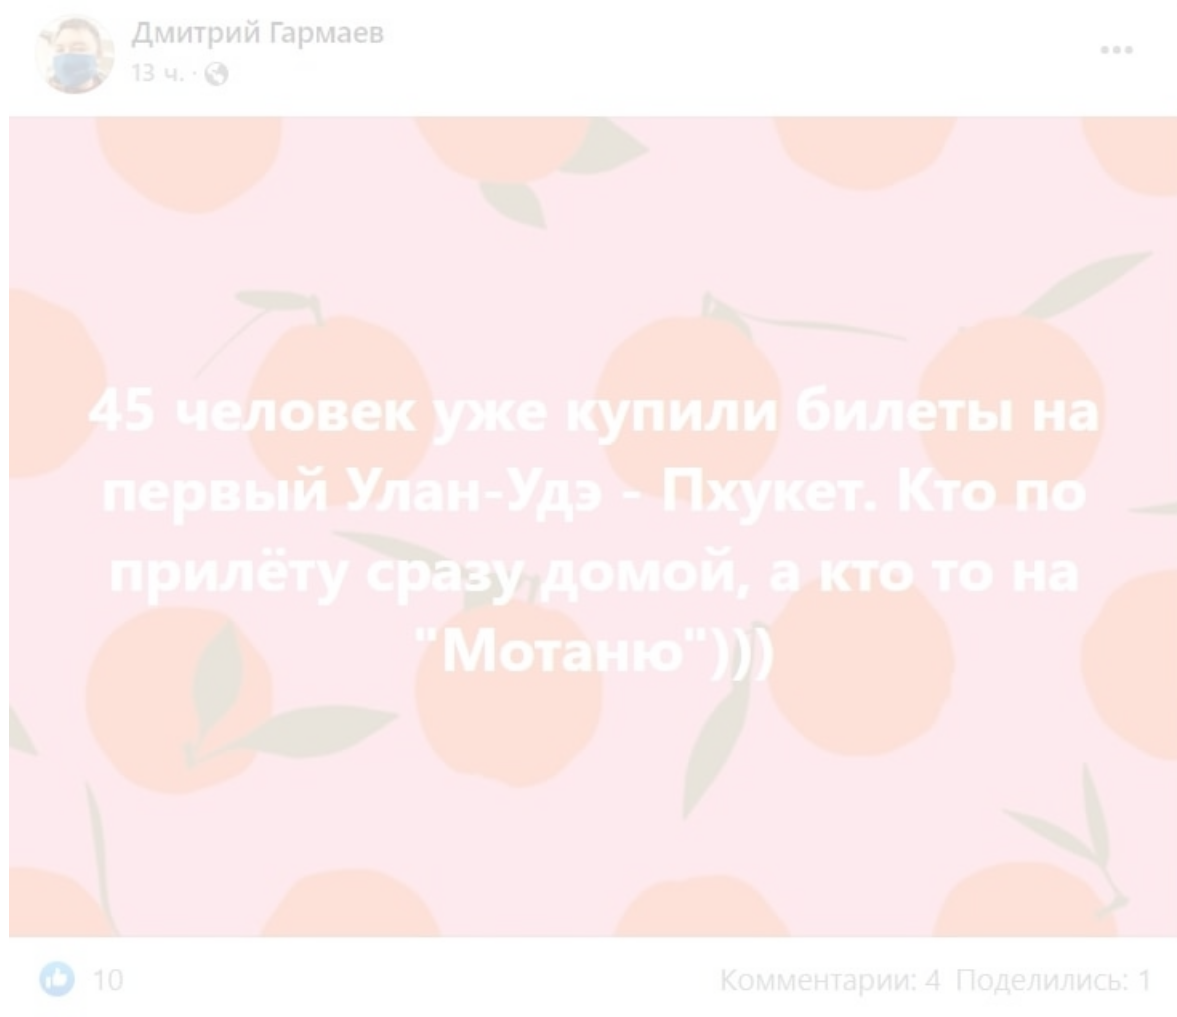 Дмитрий Гармаев
13 ч. ·
45 человек уже купили билеты на
первый Улан-Удэ - Пхукет. Кто по
прилёту сразу домой, а кто то на
"Мотаню")))
10
Комментарии: 4 Поделились: 1